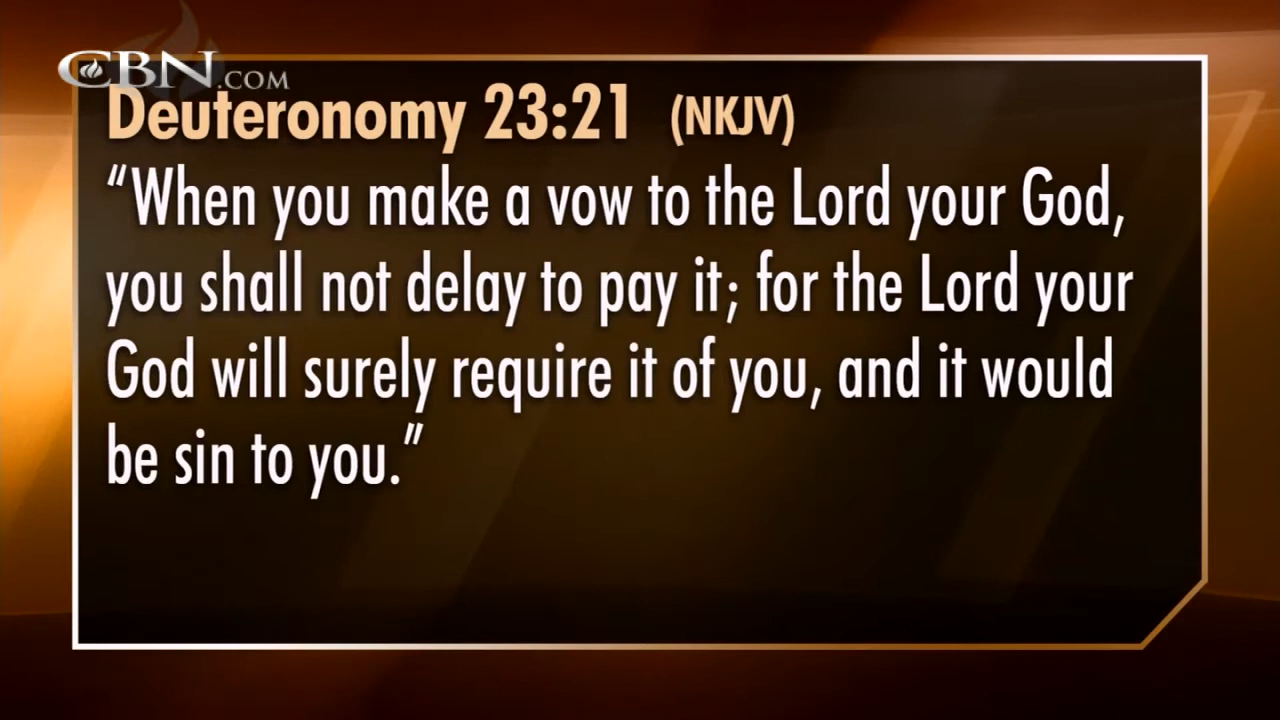 CBN.COM
Deuteronomy 23:21 (NKJV)
“When you make a vow to the Lord your God,
you shall not delay to pay it; for the Lord your
God will surely require it of you, and it would
be sin to you.”